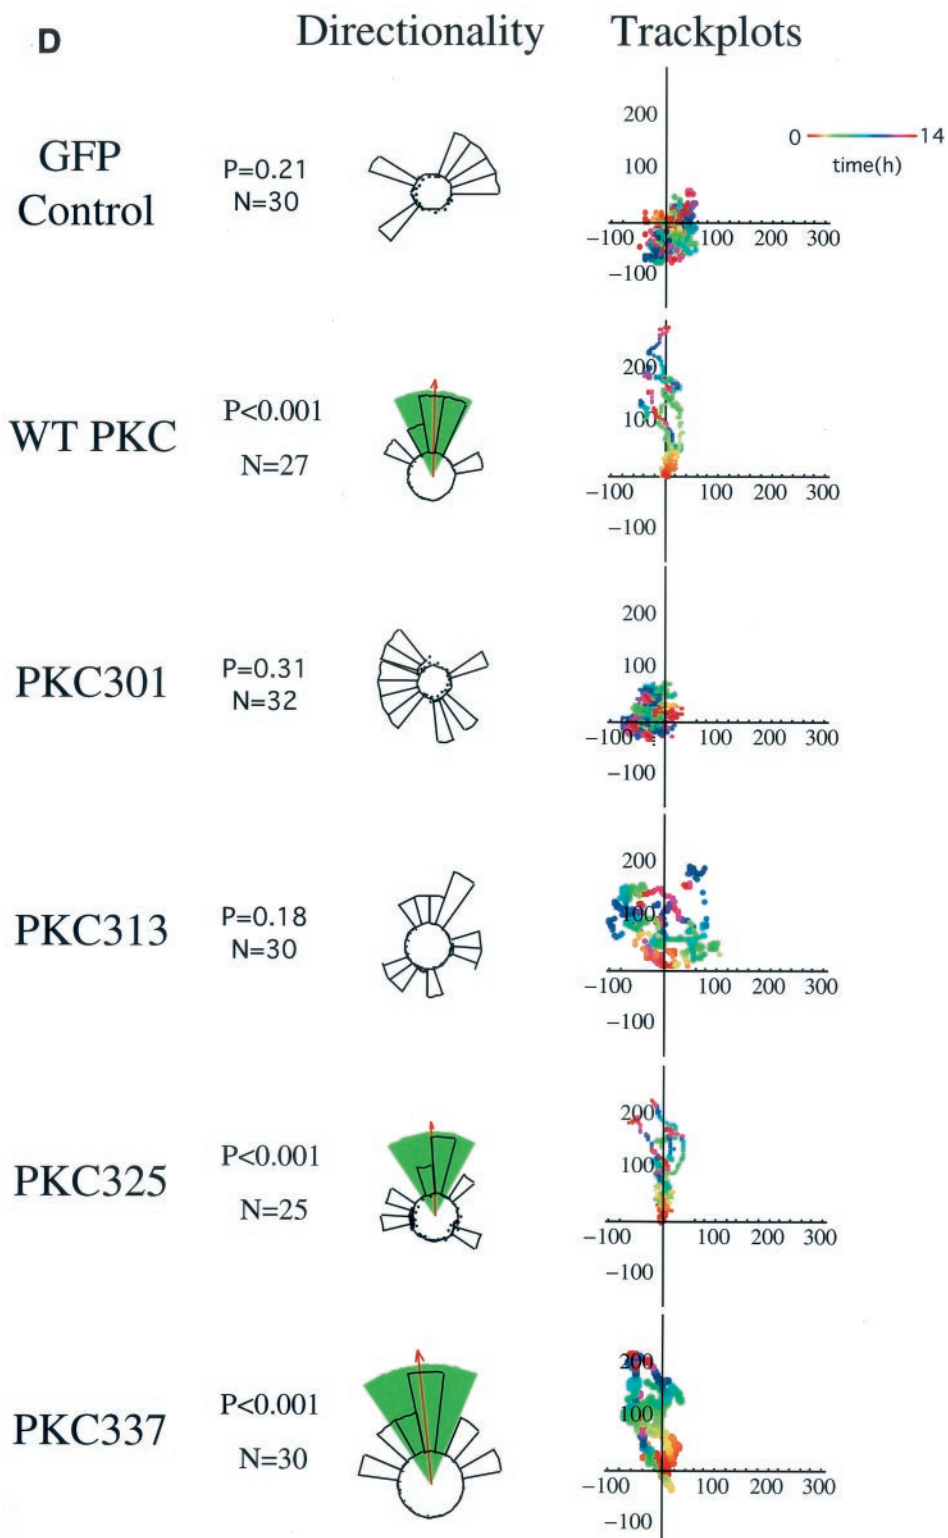 D
Directionality Trackplots
GFP
Control
P=0.21
N=30
200
100
-100 100 200 300
-100
0 14
time(h)
WT PKC
P<0.001
N=27
200
100
-100 100 200 300
-100
PKC301
P=0.31
N=32
200
100
-100 100 200 300
-100
PKC313
P=0.18
N=30
200
100
-100 100 200 300
-100
PKC325
P<0.001
N=25
200
100
-100 100 200 300
-100
PKC337
P<0.001
N=30
200
100
-100 100 200 300
-100